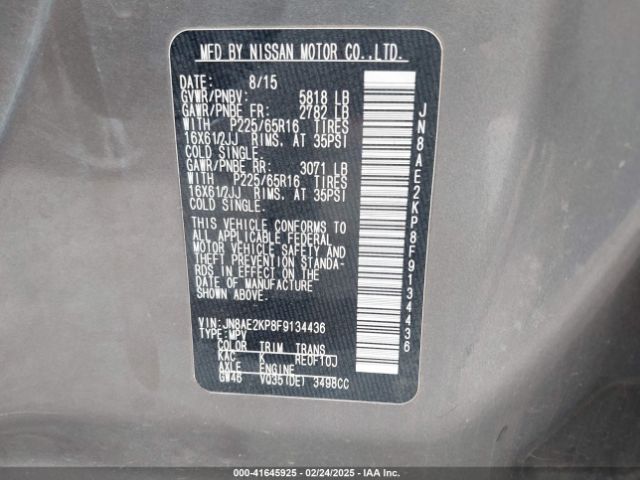 MFD BY NISSAN MOTOR CO.,LTD.
DATE: 8/15
GVWR/PNBV: 5818 LB
GAWR/PNBE FR: 2782 LB
WITH P225/65R16 TIRES
16X61/2JJ RIMS, AT 35PSI
COLD SINGLE.
GAWR/PNBE RR: 3071 LB
WITH P225/65R16 TIRES
16X61/2JJ RIMS, AT 35PSI
COLD SINGLE.
THIS VEHICLE CONFORMS TO
ALL APPLICABLE FEDERAL
MOTOR VEHICLE SAFETY AND
THEFT PREVENTION STANDA-
RDS IN EFFECT ON THE
DATE OF MANUFACTURE
SHOWN ABOVE.
VIN:JN8AE2KP8F9134436
TYPE:MPV
COLOR TRIM TRANS
KAC K RE0F10J
AXLE ENGINE
GW46 VQ35(DE) 3498CC
JN8AE2KP8F9134436
000-41645925 - 02/24/2025 - IAA Inc.